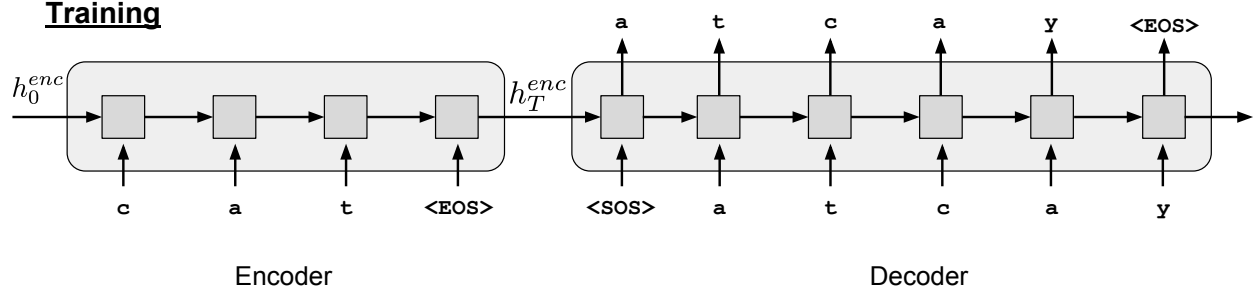 Training
a t c a y <EOS>
h_0^{enc} h_T^{enc}
c a t <EOS> <SOS> a t c a y
Encoder Decoder